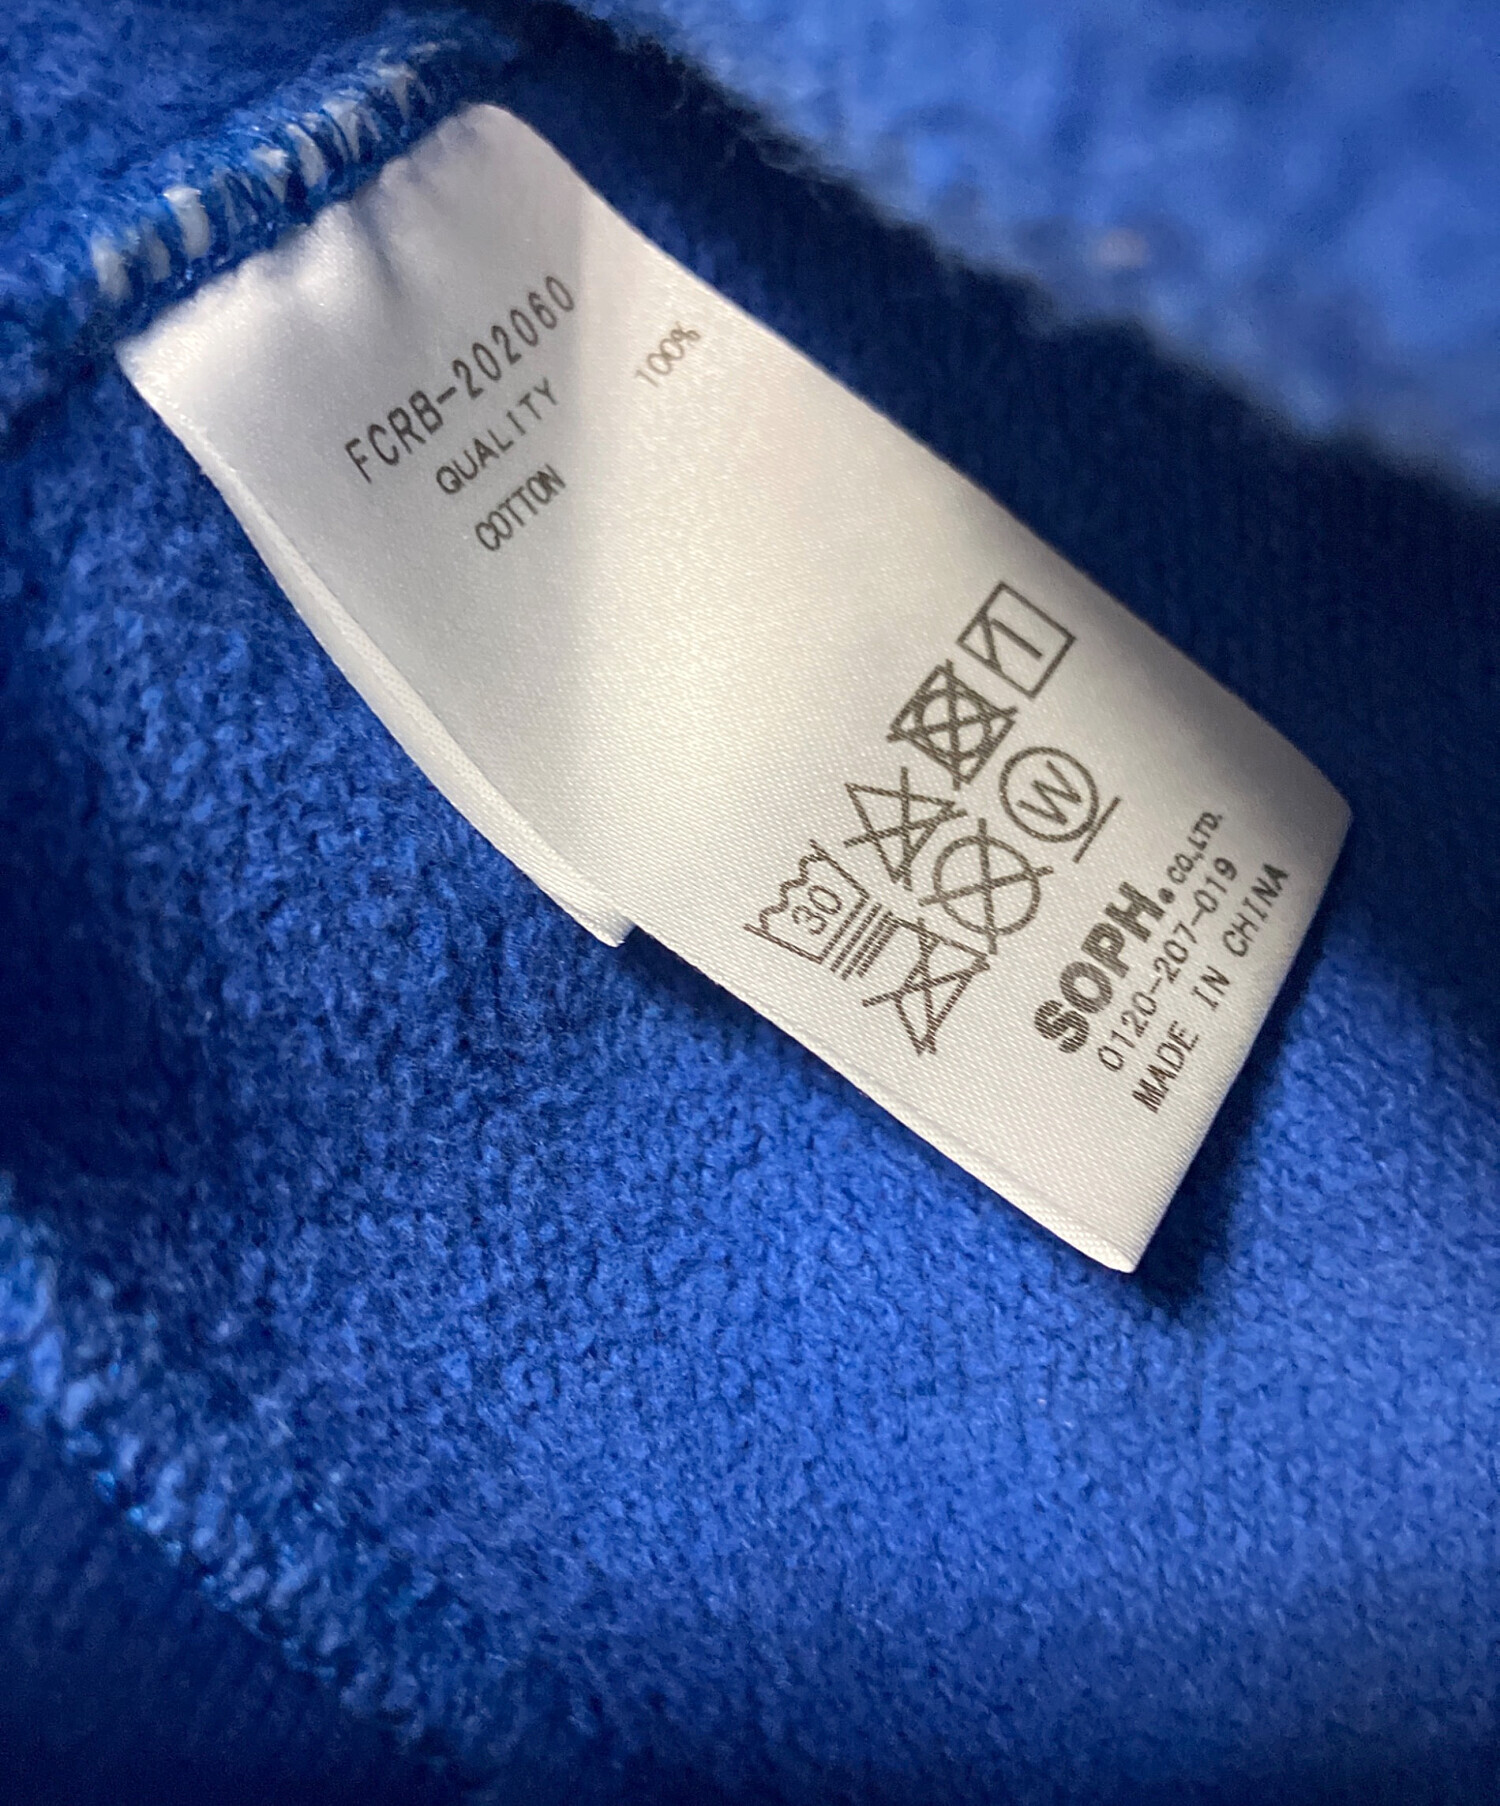 FCRB-202060
QUALITY
COTTON 100%
30
W
SOPH. CO.,LTD.
0120-207-019
MADE IN CHINA